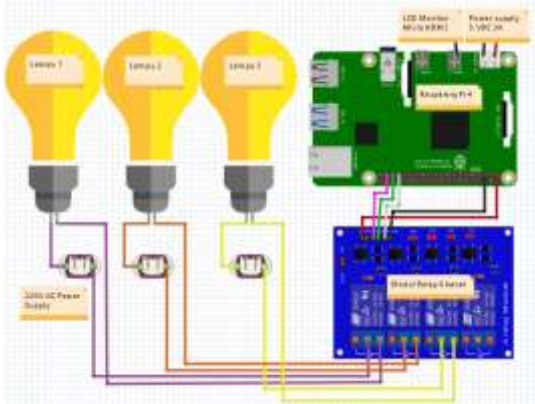 Lampu 1
Lampu 2
Lampu 3
LCD Monitor
Micro HDMI
Power supply
5 VDC 3A
Raspberry Pi 4
220V AC Power
Supply
Modul Relay 4 kanal